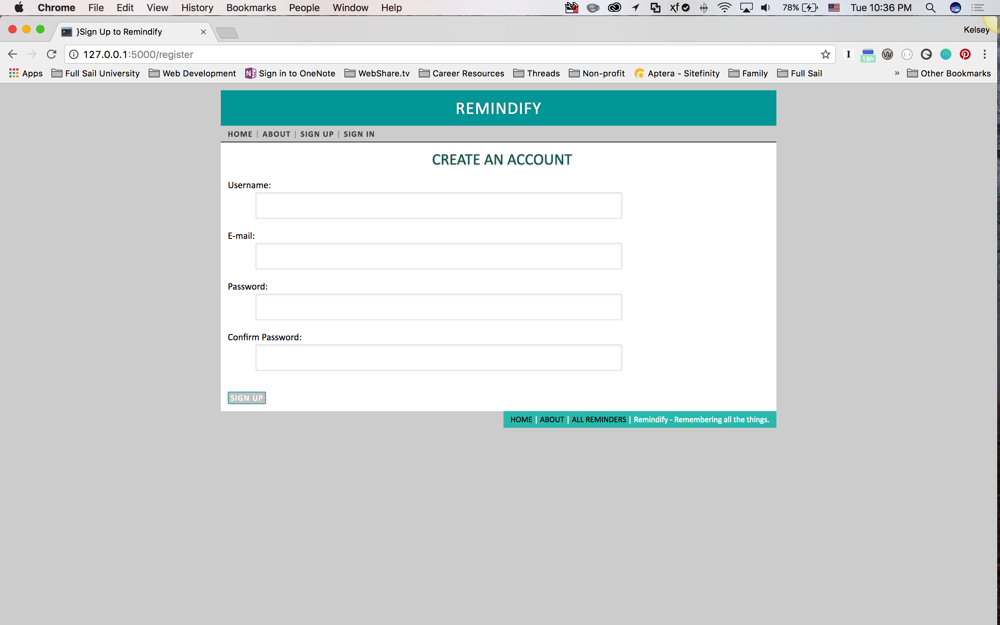 Chrome File Edit View History Bookmarks People Window Help xf 78% Tue 10:36 PM
}Sign Up to Remindify Kelsey
127.0.0.1:5000/register I 19h W {...} m
Apps Full Sail University Web Development N Sign in to OneNote WebShare.tv Career Resources Threads Non-profit Aptera - Sitefinity Family Full Sail » Other Bookmarks
REMINDIFY
HOME | ABOUT | SIGN UP | SIGN IN
CREATE AN ACCOUNT
Username:
E-mail:
Password:
Confirm Password:
SIGN UP
HOME | ABOUT | ALL REMINDERS | Remindify - Remembering all the things.